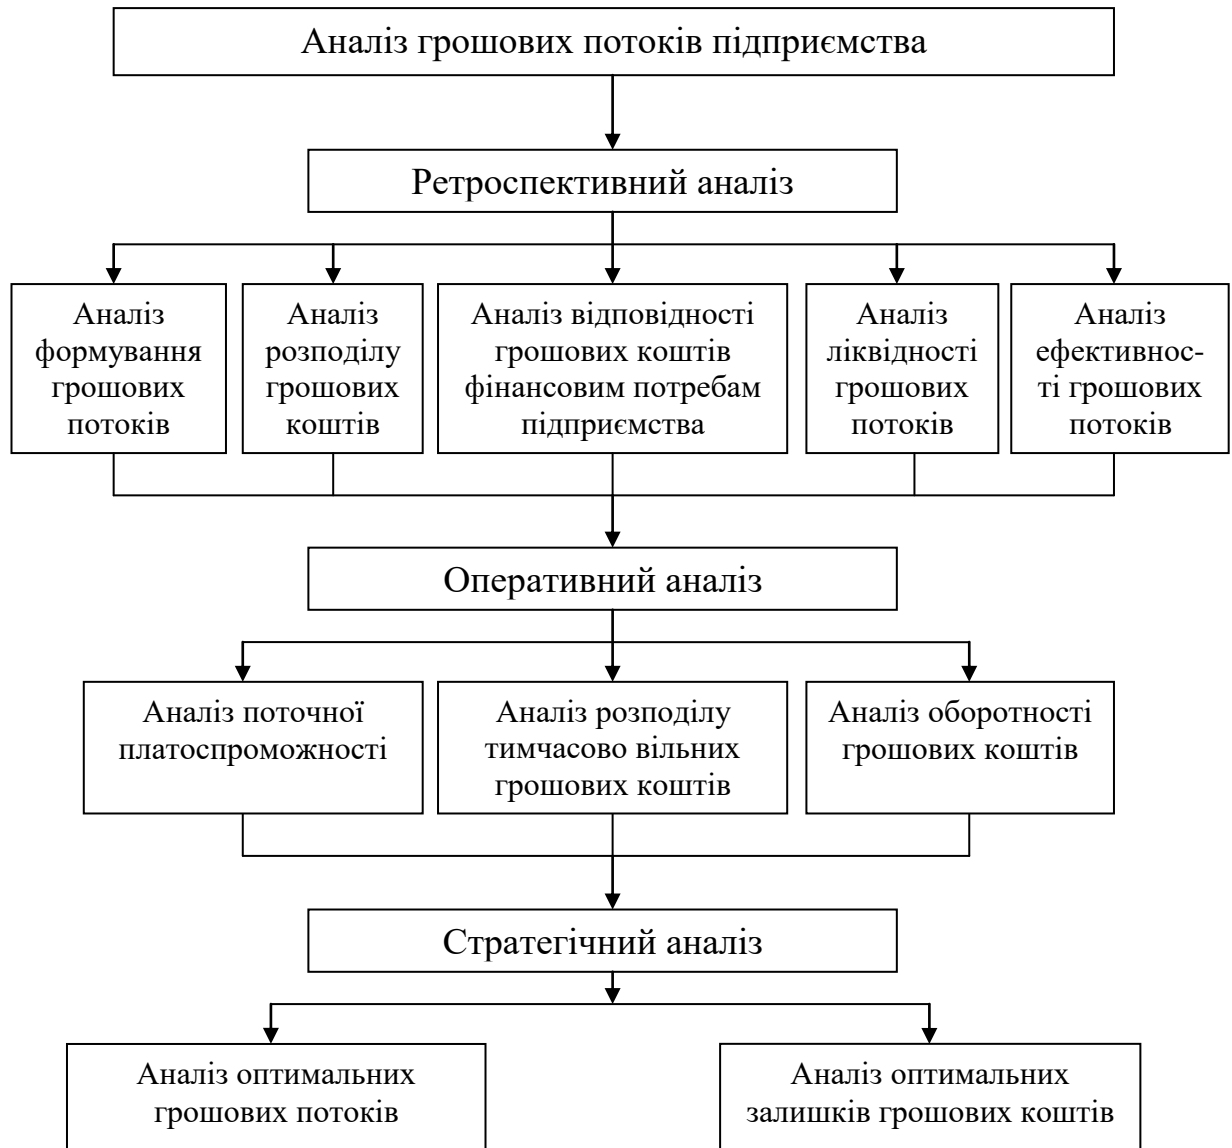 Аналіз грошових потоків підприємства
Ретроспективний аналіз
Аналіз
формування
грошових
потоків
Аналіз
розподілу
грошових
коштів
Аналіз відповідності
грошових коштів
фінансовим потребам
підприємства
Аналіз
ліквідності
грошових
потоків
Аналіз
ефективнос-
ті грошових
потоків
Оперативний аналіз
Аналіз поточної
платоспроможності
Аналіз розподілу
тимчасово вільних
грошових коштів
Аналіз оборотності
грошових коштів
Стратегічний аналіз
Аналіз оптимальних
грошових потоків
Аналіз оптимальних
залишків грошових коштів